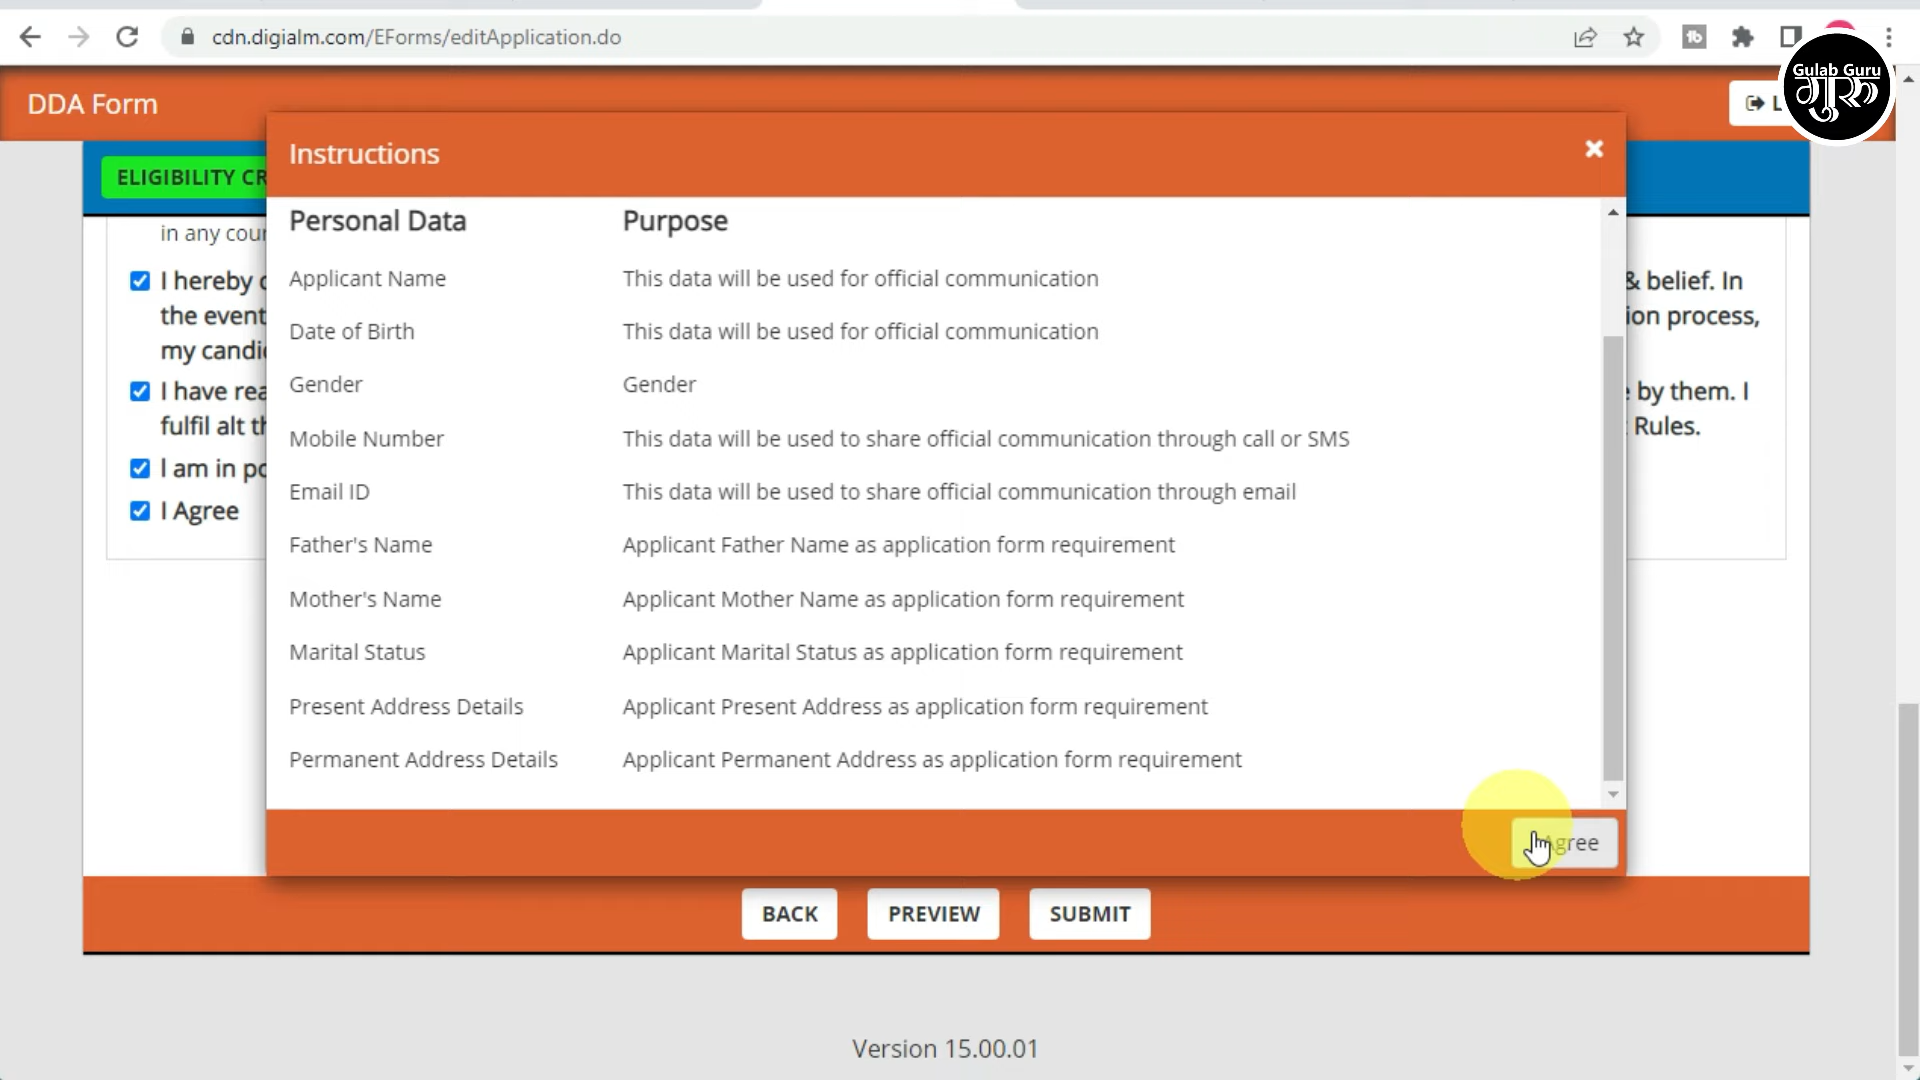 cdn.digialm.com/EForms/editApplication.do
Gulab Guru
गुरु
DDA Form
Instructions
ELIGIBILITY CR
Personal Data Purpose
in any cour
Applicant Name This data will be used for official communication
I hereby & belief. In
the event ion process,
Date of Birth This data will be used for official communication
my candi
Gender Gender
I have rea by them. I
fulfil alt th Rules.
Mobile Number This data will be used to share official communication through call or SMS
I am in po
Email ID This data will be used to share official communication through email
I Agree
Father's Name Applicant Father Name as application form requirement
Mother's Name Applicant Mother Name as application form requirement
Marital Status Applicant Marital Status as application form requirement
Present Address Details Applicant Present Address as application form requirement
Permanent Address Details Applicant Permanent Address as application form requirement
Agree
BACK PREVIEW SUBMIT
Version 15.00.01